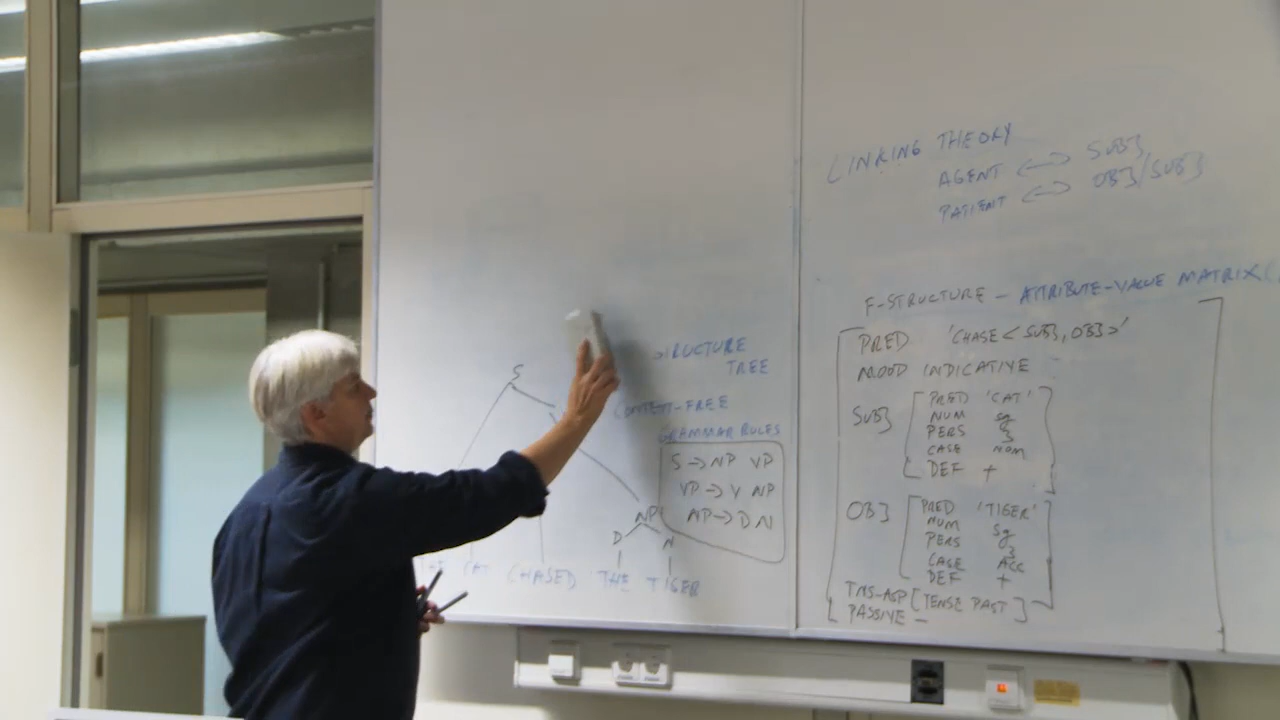 LINKING THEORY
AGENT <-> SUBJ
PATIENT <-> OBJ/SUBJ
F-STRUCTURE – ATTRIBUTE-VALUE MATRIX
PRED 'CHASE<SUBJ, OBJ>'
MOOD INDICATIVE
SUBJ
PRED 'CAT'
NUM sg
PERS 3
CASE NOM
DEF +
OBJ
PRED 'TIGER'
NUM Sg
PERS 3
CASE ACC
DEF +
TNS-ASP [TENSE PAST]
PASSIVE –
STRUCTURE
TREE
CONTEXT-FREE
GRAMMAR RULES
S -> NP VP
VP -> V NP
NP -> D N
S
NP
D N
CAT CHASED THE TIGER